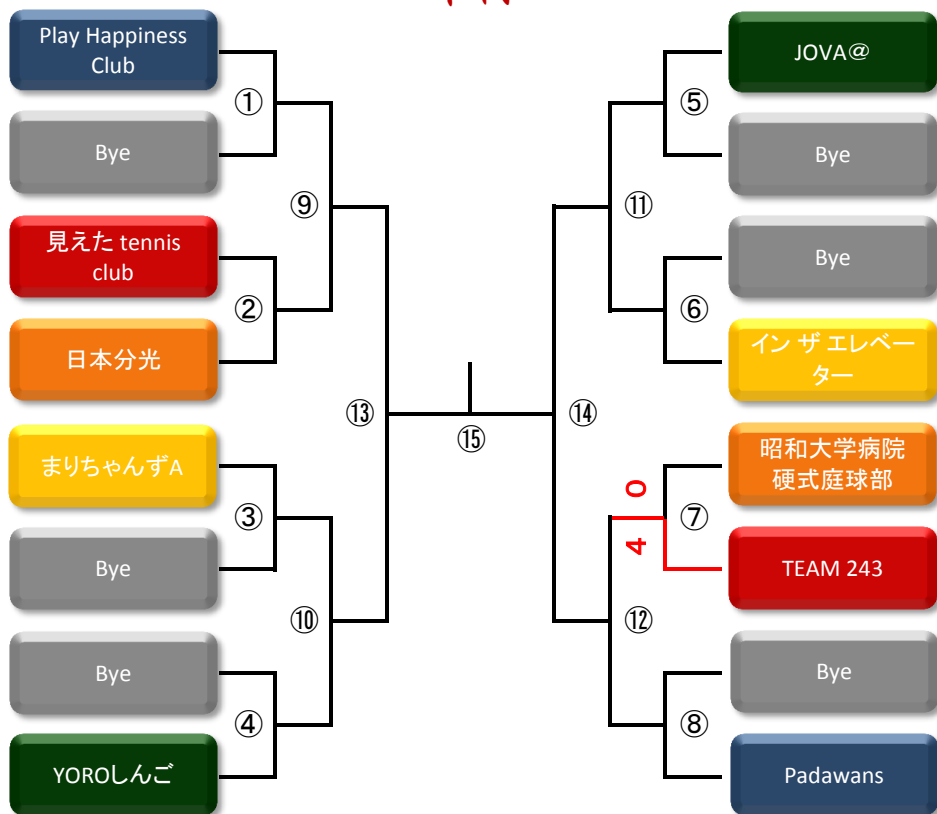 Play Happiness
Club
①
Bye
⑨
見えた tennis
club
②
日本分光
⑬
まりちゃんずA
③
Bye
⑩
Bye
④
YOROしんご
⑮
JOVA@
⑤
Bye
⑪
Bye
⑥
イン ザ エレベー
ター
⑭
昭和大学病院
硬式庭球部
0
⑦
4
TEAM 243
⑫
Bye
⑧
Padawans